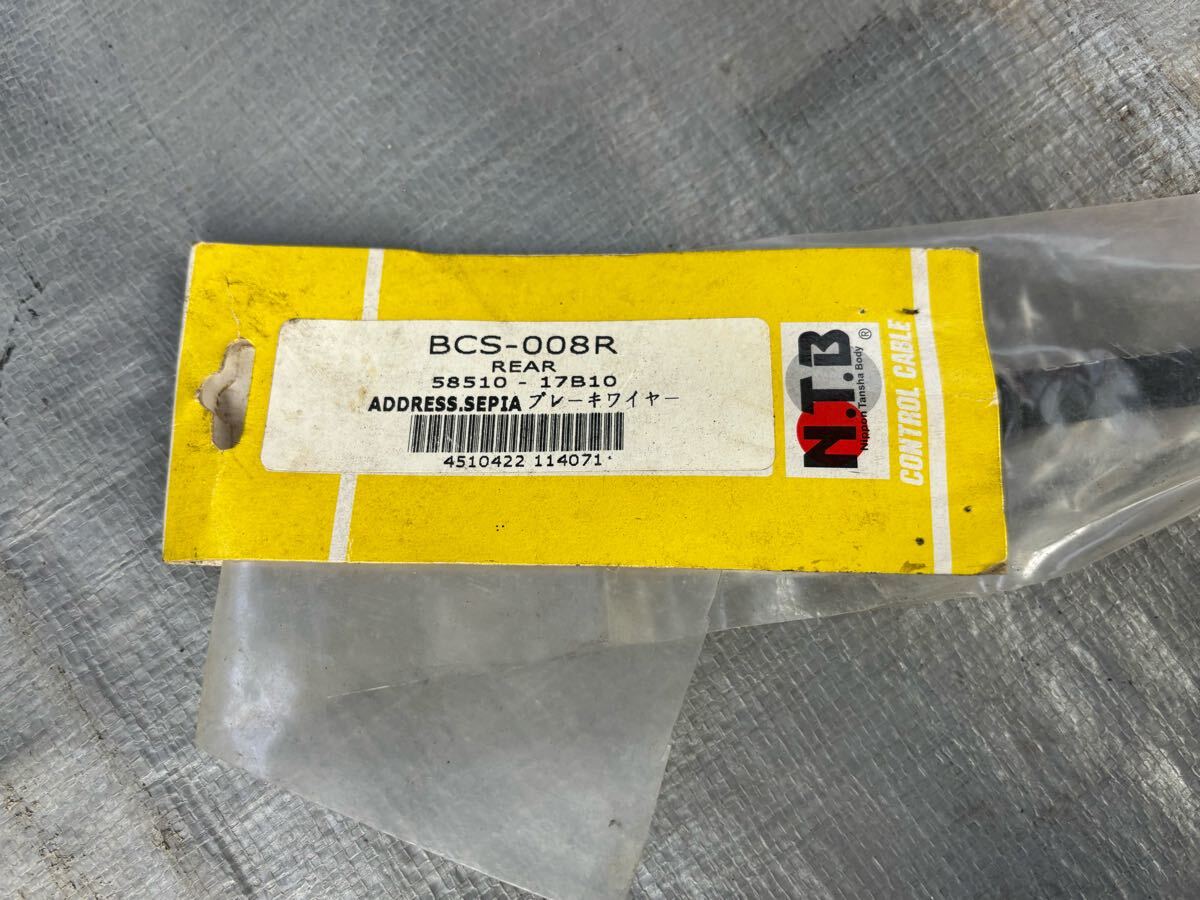 BCS-008R
REAR
58510 - 17B10
ADDRESS.SEPIA ブレーキワイヤー
4510422 114071
N.T.B ®
Nippon Tansha Body
CONTROL CABLE